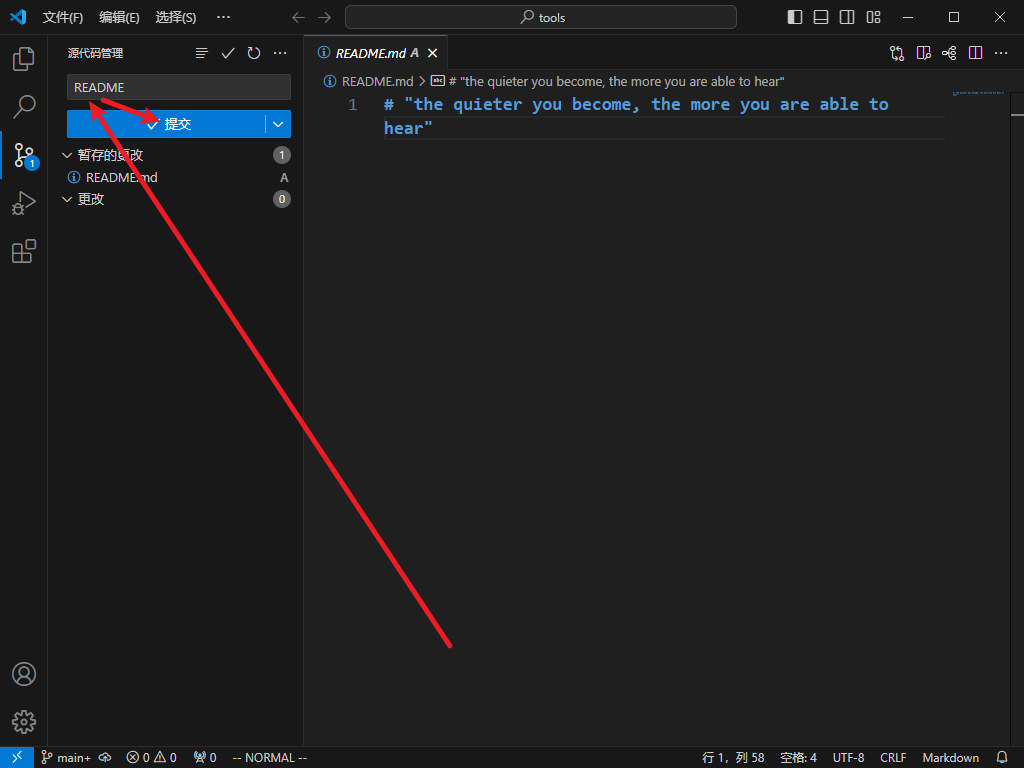 文件(F) 编辑(E) 选择(S) ··· tools
源代码管理
README
提交
暂存的更改 1
README.md A
更改 0
README.md A
README.md > # "the quieter you become, the more you are able to hear"
1 # "the quieter you become, the more you are able to
hear"
1
main+ 0 0 0 -- NORMAL -- 行 1，列 58 空格: 4 UTF-8 CRLF Markdown